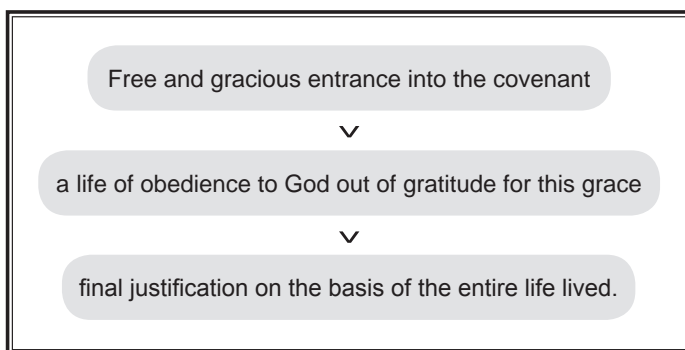 Free and gracious entrance into the covenant
a life of obedience to God out of gratitude for this grace
final justification on the basis of the entire life lived.